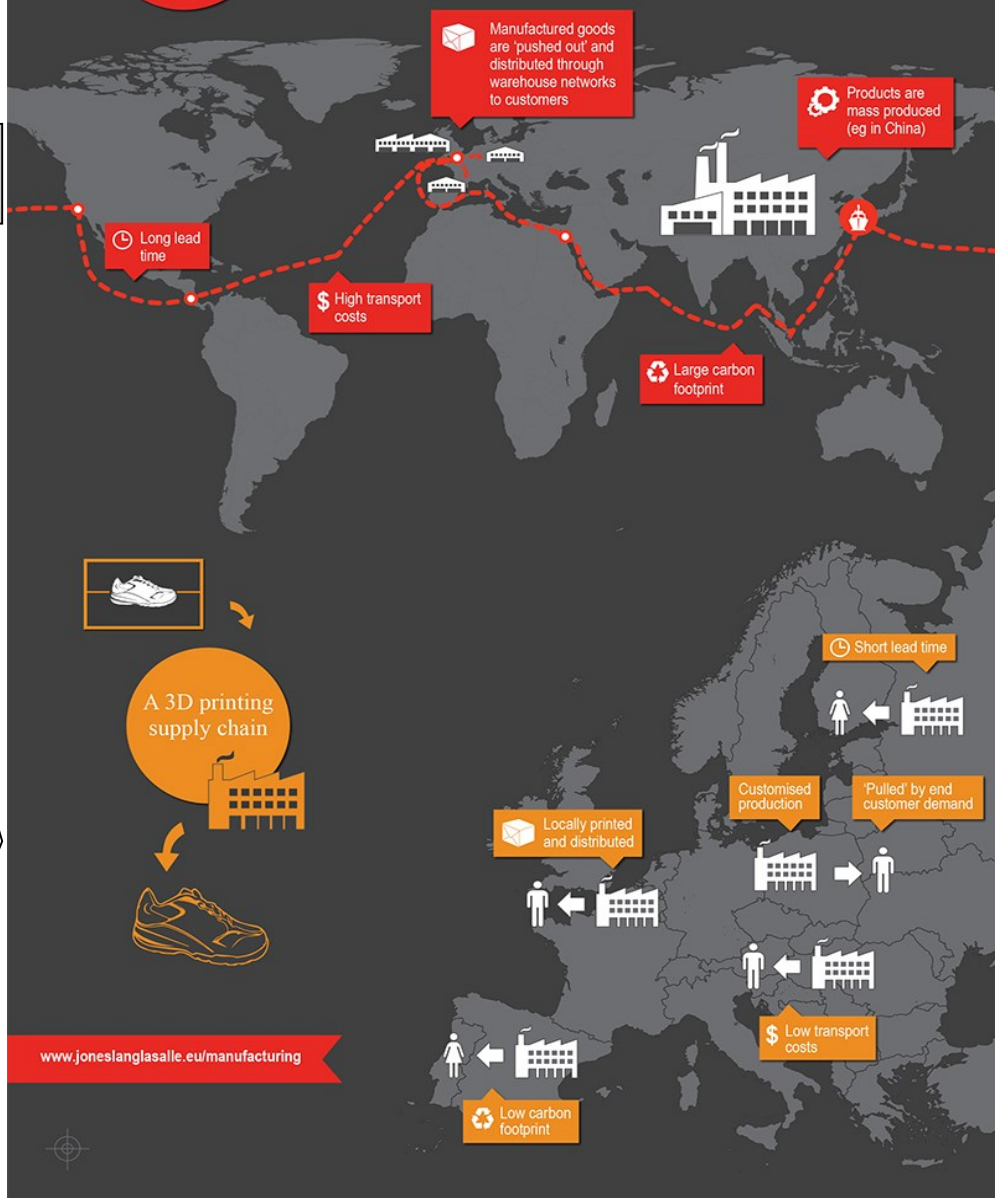 Manufactured goods
are ‘pushed out’ and
distributed through
warehouse networks
to customers
Products are
mass produced
(eg in China)
Long lead
time
$ High transport
costs
Large carbon
footprint
A 3D printing
supply chain
Short lead time
Customised
production
‘Pulled’ by end
customer demand
Locally printed
and distributed
$ Low transport
costs
www.joneslanglasalle.eu/manufacturing
Low carbon
footprint